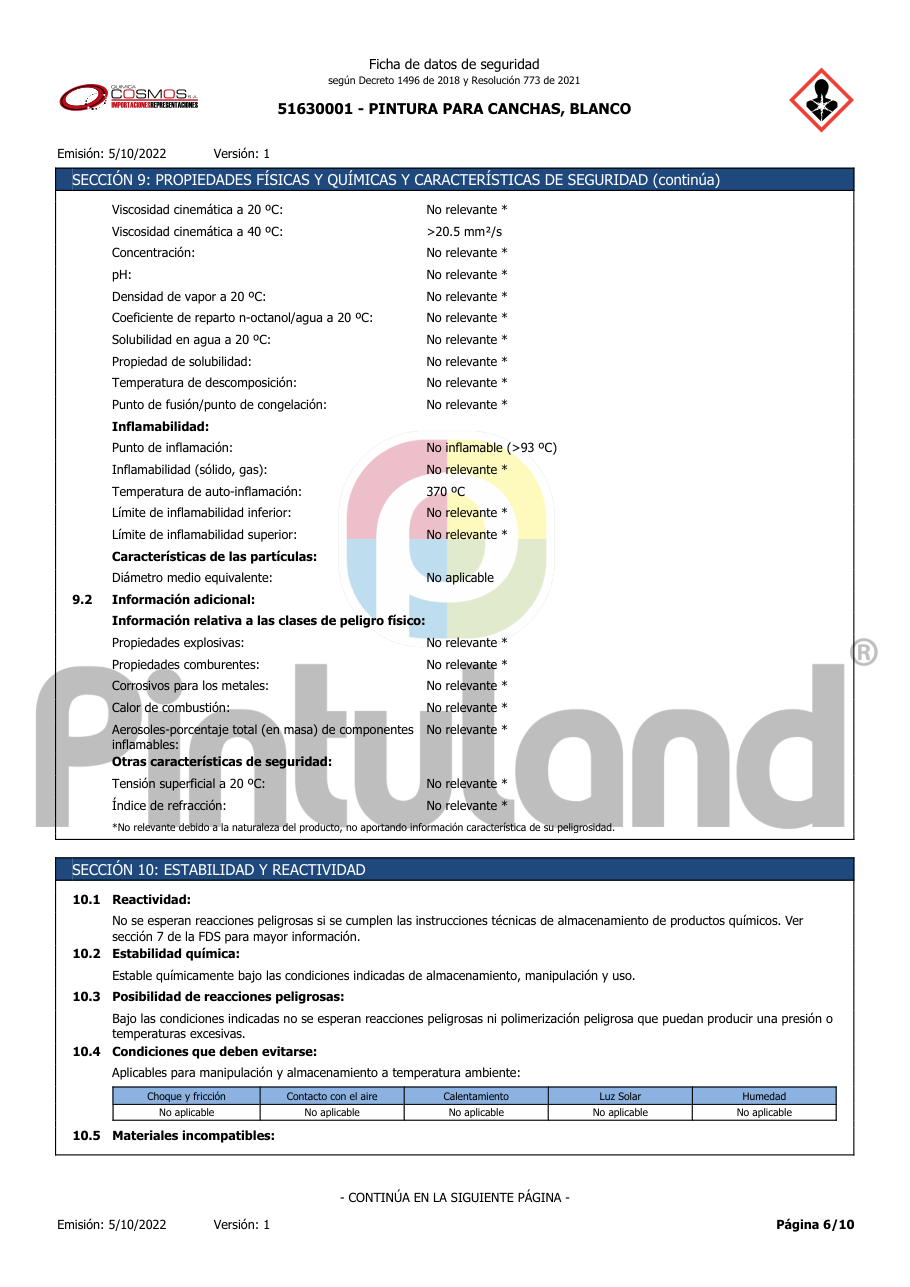 Ficha de datos de seguridad
según Decreto 1496 de 2018 y Resolución 773 de 2021
QUIMICA
COSMOS S.A.
IMPORTACIONES REPRESENTACIONES
51630001 - PINTURA PARA CANCHAS, BLANCO
Emisión: 5/10/2022 Versión: 1
SECCIÓN 9: PROPIEDADES FÍSICAS Y QUÍMICAS Y CARACTERÍSTICAS DE SEGURIDAD (continúa)
Viscosidad cinemática a 20 ºC: No relevante *
Viscosidad cinemática a 40 ºC: >20.5 mm²/s
Concentración: No relevante *
pH: No relevante *
Densidad de vapor a 20 ºC: No relevante *
Coeficiente de reparto n-octanol/agua a 20 ºC: No relevante *
Solubilidad en agua a 20 ºC: No relevante *
Propiedad de solubilidad: No relevante *
Temperatura de descomposición: No relevante *
Punto de fusión/punto de congelación: No relevante *
Inflamabilidad:
Punto de inflamación: No inflamable (>93 ºC)
Inflamabilidad (sólido, gas): No relevante *
Temperatura de auto-inflamación: 370 ºC
Límite de inflamabilidad inferior: No relevante *
Límite de inflamabilidad superior: No relevante *
Características de las partículas:
Diámetro medio equivalente: No aplicable
9.2 Información adicional:
Información relativa a las clases de peligro físico:
Propiedades explosivas: No relevante *
Propiedades comburentes: No relevante *
Corrosivos para los metales: No relevante *
Calor de combustión: No relevante *
Aerosoles-porcentaje total (en masa) de componentes No relevante *
inflamables:
Otras características de seguridad:
Tensión superficial a 20 ºC: No relevante *
Índice de refracción: No relevante *
*No relevante debido a la naturaleza del producto, no aportando información característica de su peligrosidad.
Pintuland®
SECCIÓN 10: ESTABILIDAD Y REACTIVIDAD
10.1 Reactividad:
No se esperan reacciones peligrosas si se cumplen las instrucciones técnicas de almacenamiento de productos químicos. Ver
sección 7 de la FDS para mayor información.
10.2 Estabilidad química:
Estable químicamente bajo las condiciones indicadas de almacenamiento, manipulación y uso.
10.3 Posibilidad de reacciones peligrosas:
Bajo las condiciones indicadas no se esperan reacciones peligrosas ni polimerización peligrosa que puedan producir una presión o
temperaturas excesivas.
10.4 Condiciones que deben evitarse:
Aplicables para manipulación y almacenamiento a temperatura ambiente:
Choque y fricción Contacto con el aire Calentamiento Luz Solar Humedad
No aplicable No aplicable No aplicable No aplicable No aplicable
10.5 Materiales incompatibles:
- CONTINÚA EN LA SIGUIENTE PÁGINA -
Emisión: 5/10/2022 Versión: 1 Página 6/10